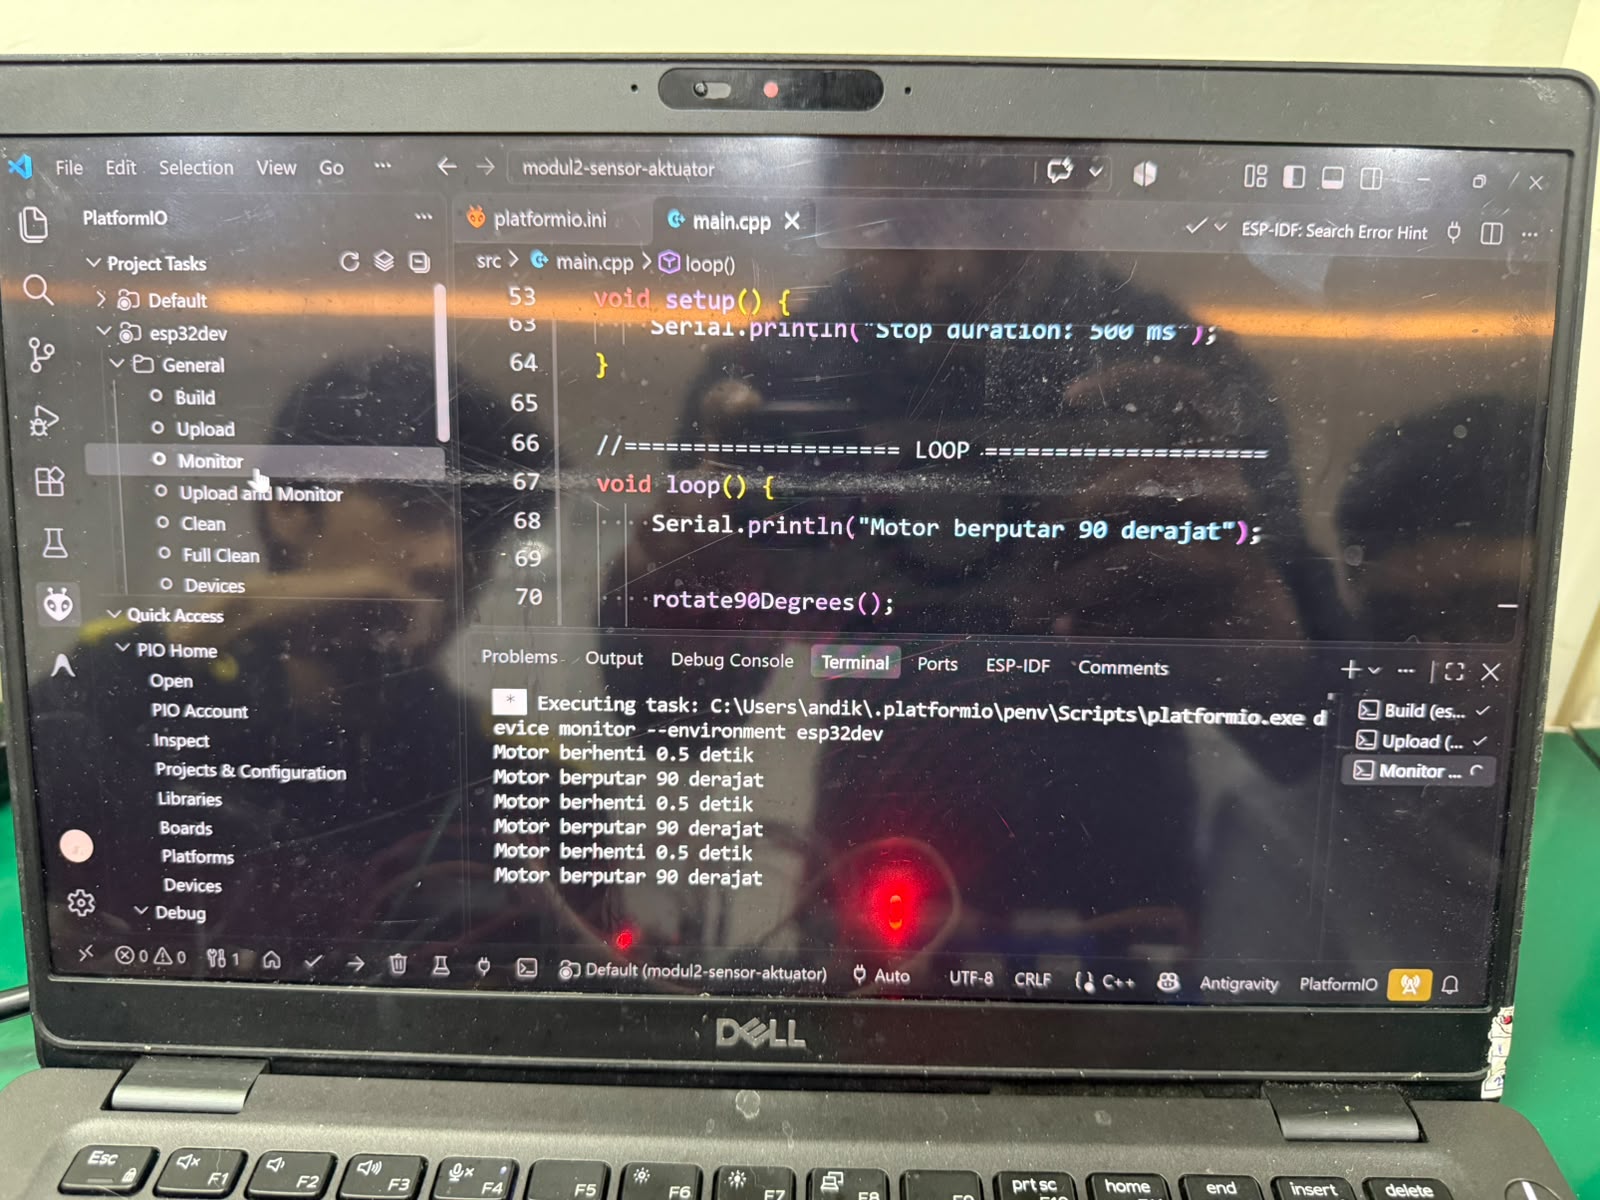 File Edit Selection View Go ··· ← → modul2-sensor-aktuator
PlatformIO ···
platformio.ini main.cpp ×
ESP-IDF: Search Error Hint ···
Project Tasks
src > main.cpp > loop()
Default
esp32dev
General
Build
Upload
Monitor
Upload and Monitor
Clean
Full Clean
Devices
Quick Access
PIO Home
Open
PIO Account
Inspect
Projects & Configuration
Libraries
Boards
Platforms
Devices
Debug
53 void setup() {
63 Serial.println("Stop duration: 500 ms");
64 }
65
66 //==================== LOOP =====================
67 void loop() {
68 Serial.println("Motor berputar 90 derajat");
69
70 rotate90Degrees();
Problems Output Debug Console Terminal Ports ESP-IDF Comments
* Executing task: C:\Users\andik\.platformio\penv\Scripts\platformio.exe d
evice monitor --environment esp32dev
Motor berhenti 0.5 detik
Motor berputar 90 derajat
Motor berhenti 0.5 detik
Motor berputar 90 derajat
Motor berhenti 0.5 detik
Motor berputar 90 derajat
Build (es...
Upload (...
Monitor ...
0 0 1 Default (modul2-sensor-aktuator) Auto UTF-8 CRLF { } C++ Antigravity PlatformIO
DELL
Esc F1 F2 F3 F4 F5 F6 F7 F8 F9 prt sc F10 home end insert delete